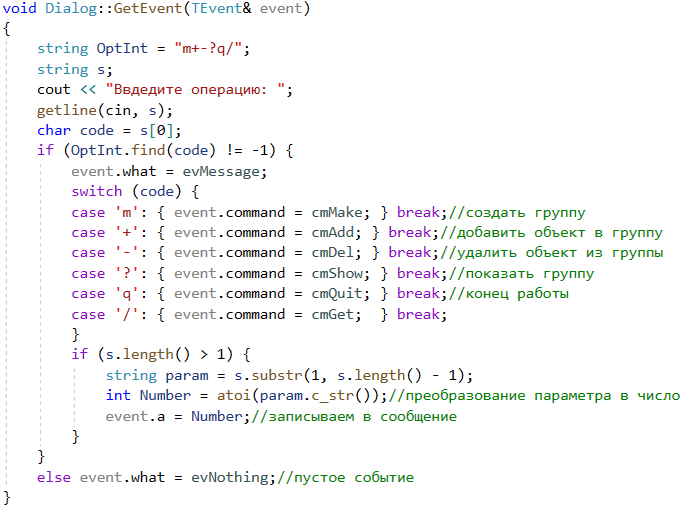 void Dialog::GetEvent(TEvent& event)
{
string OptInt = "m+-?q/";
string s;
cout << "Ввдедите операцию: ";
getline(cin, s);
char code = s[0];
if (OptInt.find(code) != -1) {
event.what = evMessage;
switch (code) {
case 'm': { event.command = cmMake; } break;//создать группу
case '+': { event.command = cmAdd; } break;//добавить объект в группу
case '-': { event.command = cmDel; } break;//удалить объект из группы
case '?': { event.command = cmShow; } break;//показать группу
case 'q': { event.command = cmQuit; } break;//конец работы
case '/': { event.command = cmGet;  } break;
}
if (s.length() > 1) {
string param = s.substr(1, s.length() - 1);
int Number = atoi(param.c_str());//преобразование параметра в число
event.a = Number;//записываем в сообщение
}
}
else event.what = evNothing;//пустое событие
}